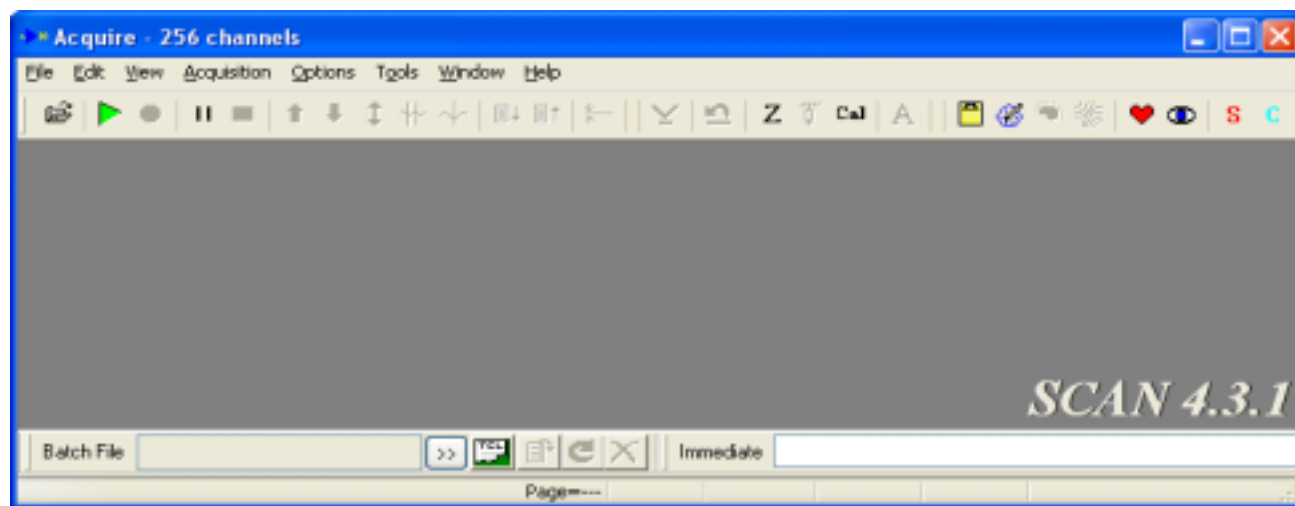 Acquire - 256 channels
File Edit View Acquisition Options Tools Window Help
Z Cal A S C
SCAN 4.3.1
Batch File >> TCL Immediate
Page=---